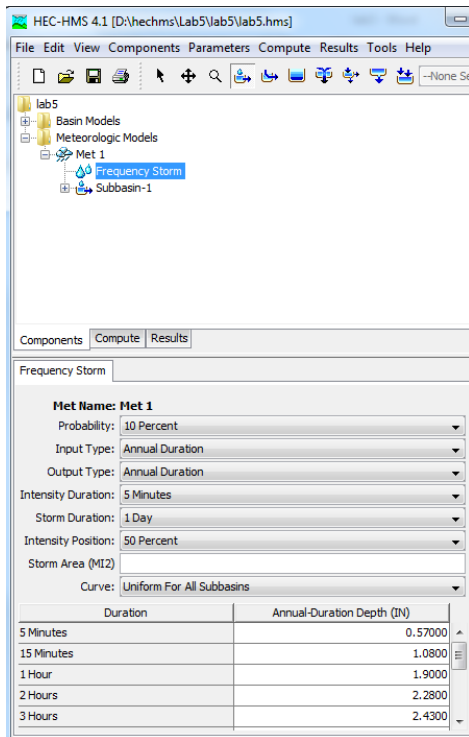 HEC-HMS 4.1 [D:\hechms\Lab5\lab5\lab5.hms]
File Edit View Components Parameters Compute Results Tools Help
--None Se
lab5
Basin Models
Meteorologic Models
Met 1
Frequency Storm
Subbasin-1
Components Compute Results
Frequency Storm
Met Name: Met 1
Probability: 10 Percent
Input Type: Annual Duration
Output Type: Annual Duration
Intensity Duration: 5 Minutes
Storm Duration: 1 Day
Intensity Position: 50 Percent
Storm Area (MI2)
Curve: Uniform For All Subbasins
Duration Annual-Duration Depth (IN)
5 Minutes 0.57000
15 Minutes 1.0800
1 Hour 1.9000
2 Hours 2.2800
3 Hours 2.4300